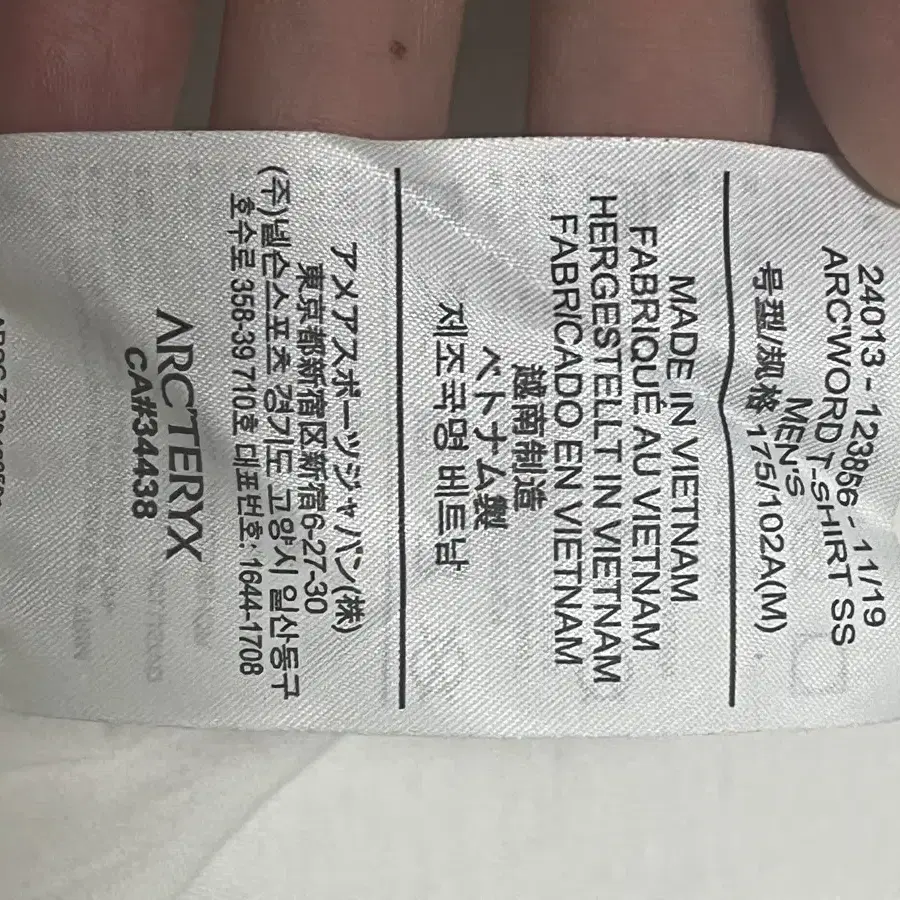 24013 - 123856 - 11/19
ARC'WORD T-SHIRT SS
MEN'S
号型/规格 175/102A(M)
MADE IN VIETNAM
FABRIQUÉ AU VIETNAM
HERGESTELLT IN VIETNAM
FABRICADO EN VIETNAM
越南制造
ベトナム製
제조국명 베트남
アメアスポーツジャパン(株)
東京都新宿区新宿6-27-30
(주)넬슨스포츠 경기도 고양시 일산동구
호수로 358-39 710호 대표번호: 1644-1708
ARC'TERYX
CA#34438